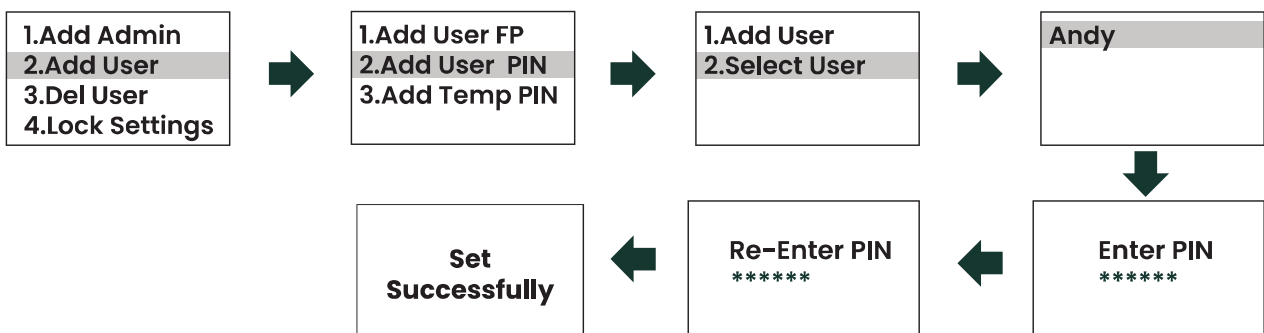 1.Add Admin
2.Add User
3.Del User
4.Lock Settings
1.Add User FP
2.Add User PIN
3.Add Temp PIN
1.Add User
2.Select User
Andy
Enter PIN
******
Re-Enter PIN
******
Set
Successfully